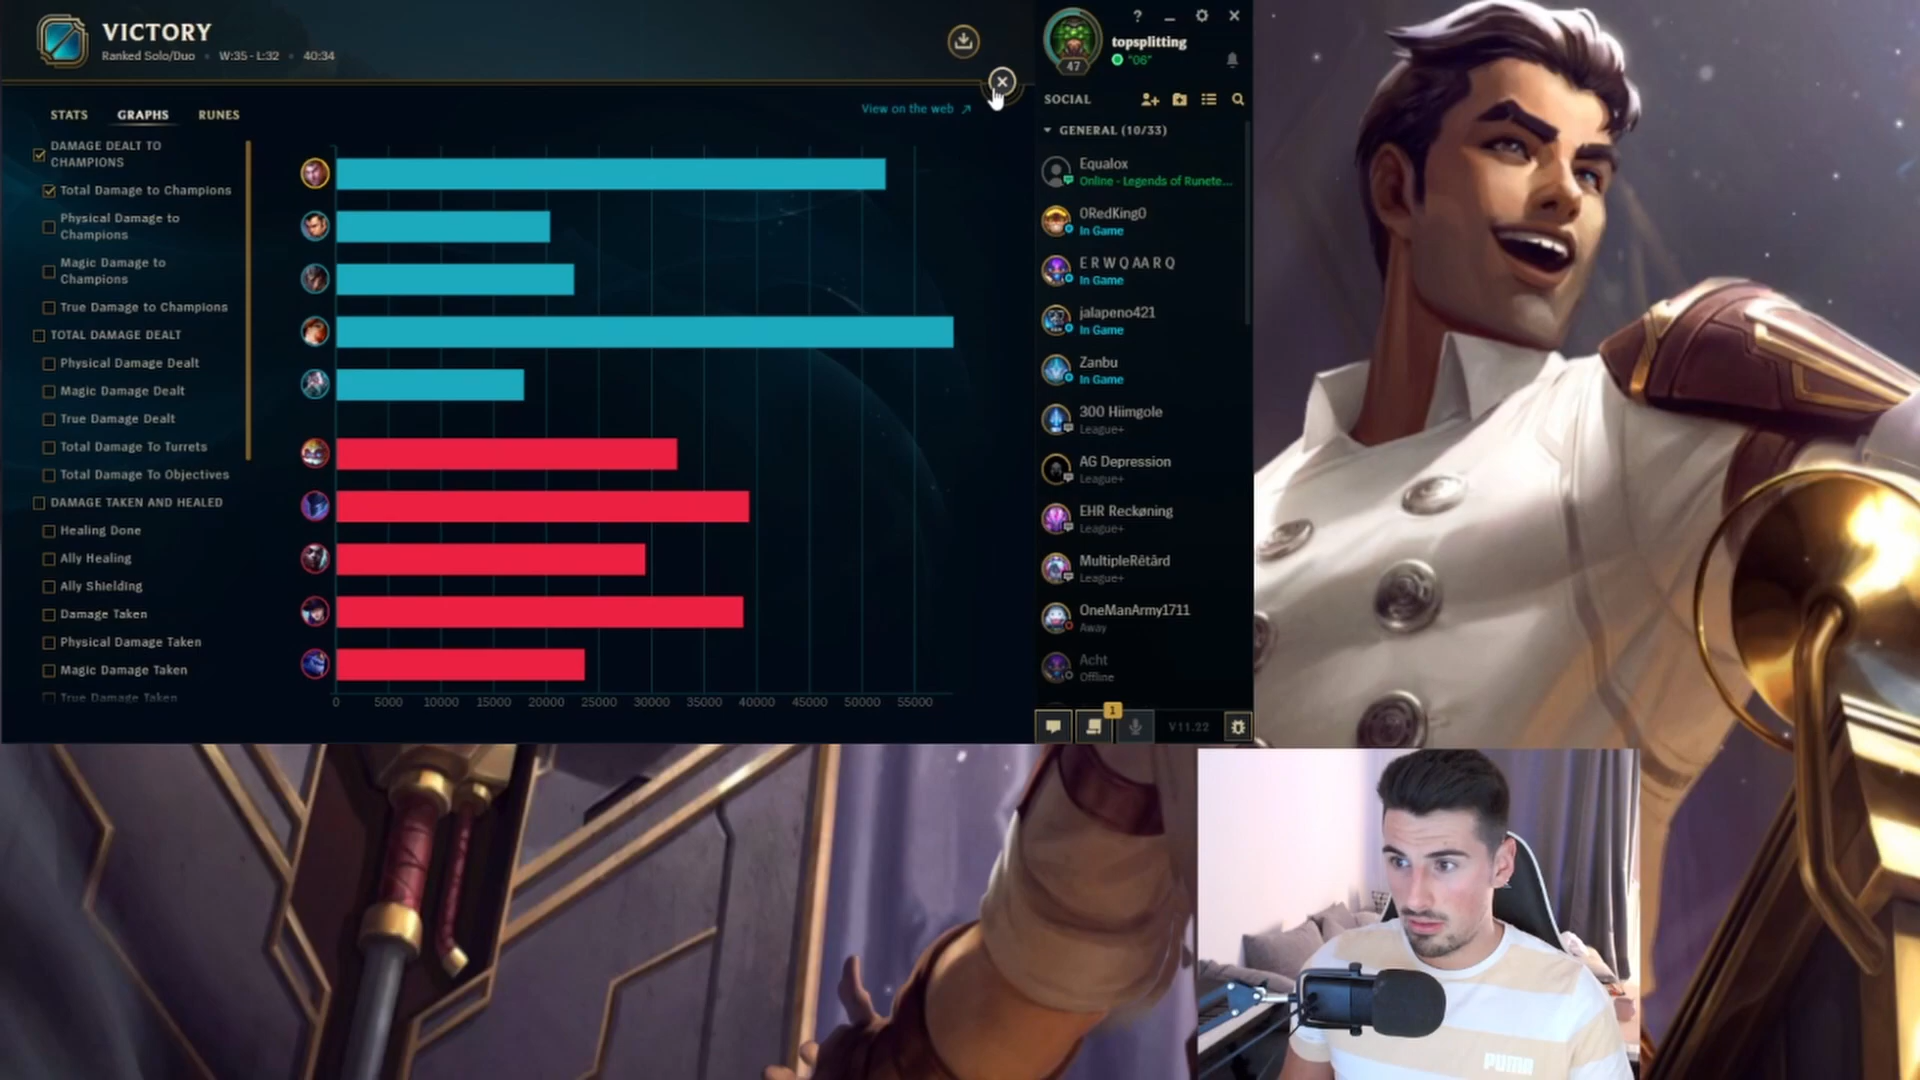 VICTORY
Ranked Solo/Duo • W:35 - L:32 • 40:34
STATS GRAPHS RUNES
View on the web
DAMAGE DEALT TO
CHAMPIONS
Total Damage to Champions
Physical Damage to
Champions
Magic Damage to
Champions
True Damage to Champions
TOTAL DAMAGE DEALT
Physical Damage Dealt
Magic Damage Dealt
True Damage Dealt
Total Damage To Turrets
Total Damage To Objectives
DAMAGE TAKEN AND HEALED
Healing Done
Ally Healing
Ally Shielding
Damage Taken
Physical Damage Taken
Magic Damage Taken
True Damage Taken
0 5000 10000 15000 20000 25000 30000 35000 40000 45000 50000 55000
?
47
topsplitting
"06"
SOCIAL
GENERAL (10/33)
Equalox
Online - Legends of Runete...
0RedKing0
In Game
E R W Q AA R Q
In Game
jalapeno421
In Game
Zanbu
In Game
300 Hiimgole
League+
AG Depression
League+
EHR Reckøning
League+
MultipleRêtârd
League+
OneManArmy1711
Away
Acht
Offline
1
V11.22
PUMA